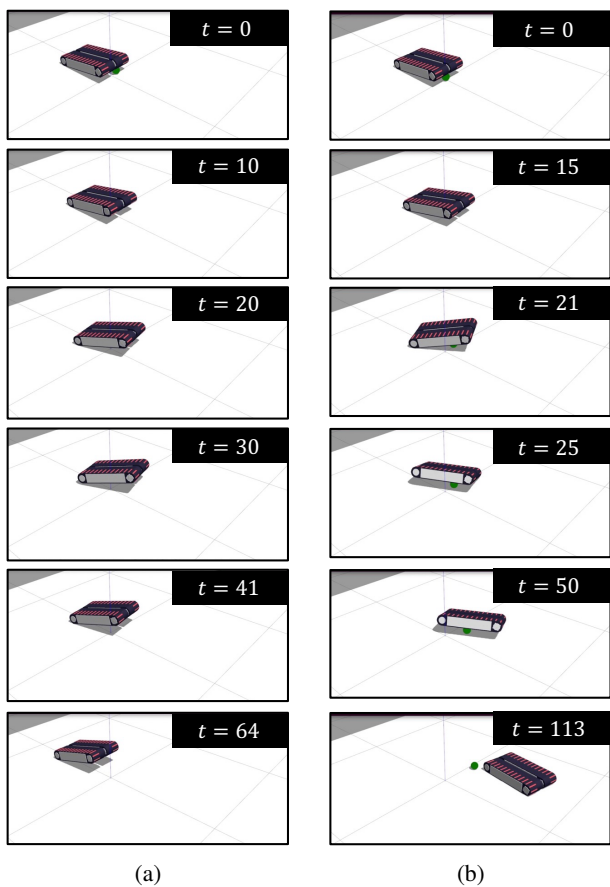 t = 0
t = 0
t = 10
t = 15
t = 20
t = 21
t = 30
t = 25
t = 41
t = 50
t = 64
t = 113
(a)
(b)